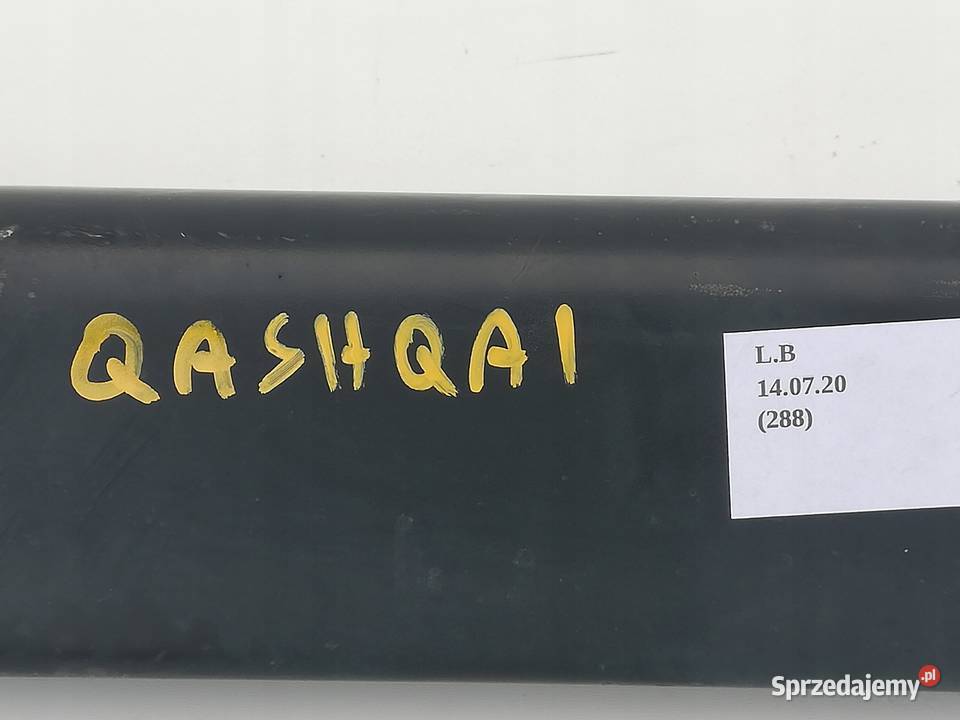 QASHQAI
L.B
14.07.20
(288)
Sprzedajemy.pl